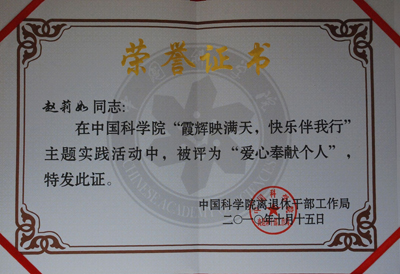 荣誉证书
赵莉如同志：
在中国科学院“霞辉映满天，快乐伴我行”
主题实践活动中，被评为“爱心奉献个人”，
特发此证。
中国科学院离退休干部工作局
二〇一〇年十月十五日